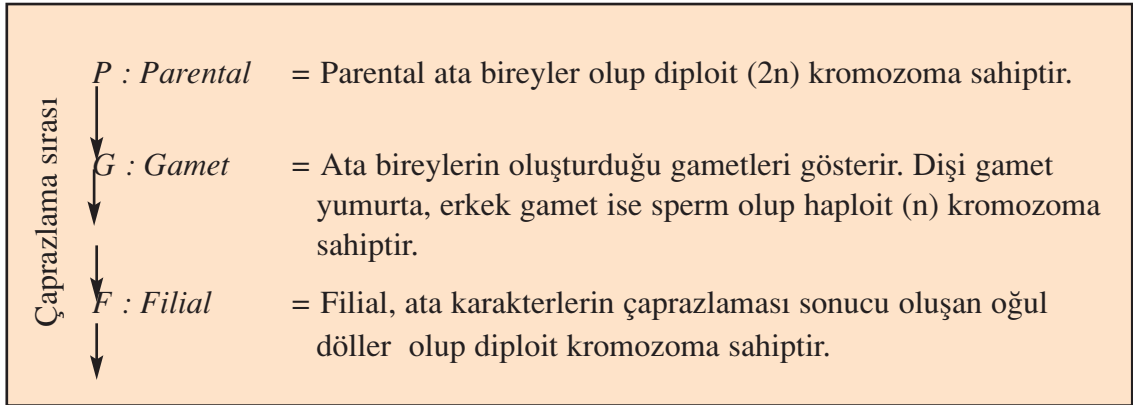 Çaprazlama sırası
P : Parental = Parental ata bireyler olup diploit (2n) kromozoma sahiptir.
G : Gamet = Ata bireylerin oluşturduğu gametleri gösterir. Dişi gamet
yumurta, erkek gamet ise sperm olup haploit (n) kromozoma
sahiptir.
F : Filial = Filial, ata karakterlerin çaprazlaması sonucu oluşan oğul
döller olup diploit kromozoma sahiptir.